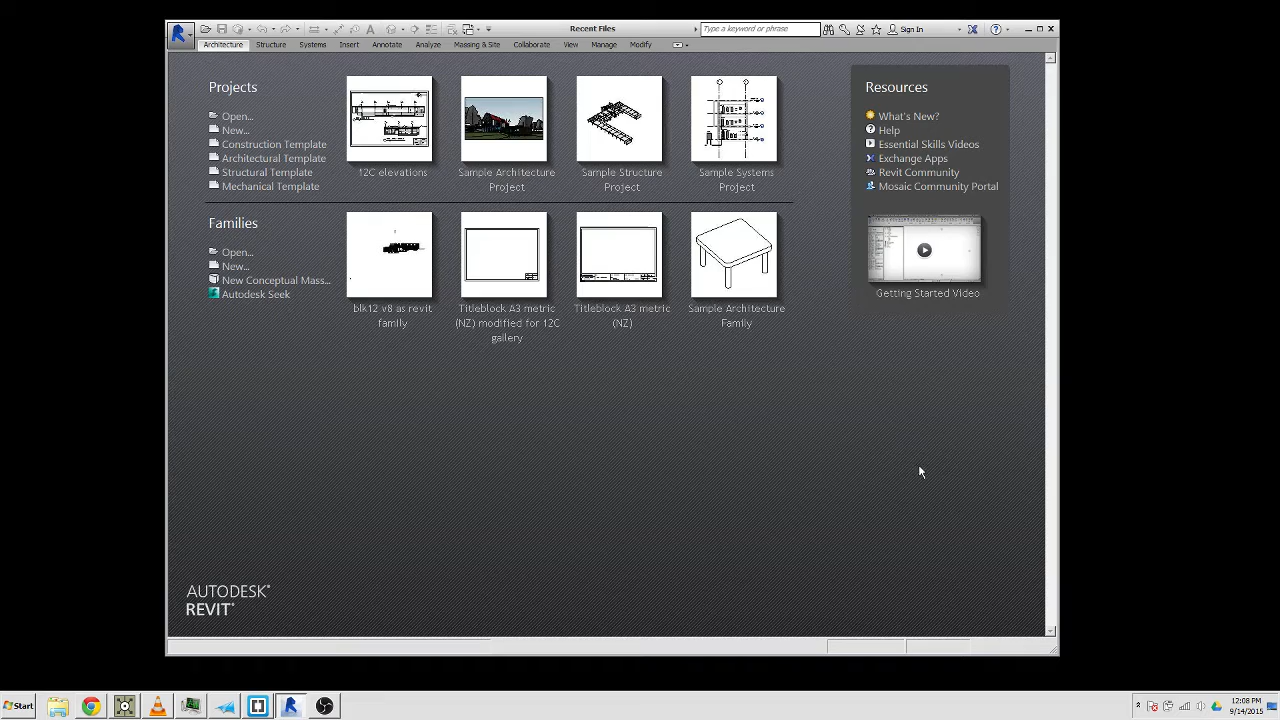 Recent Files
Type a keyword or phrase
Sign In
Architecture
Structure
Systems
Insert
Annotate
Analyze
Massing & Site
Collaborate
View
Manage
Modify
Projects
Open...
New...
Construction Template
Architectural Template
Structural Template
Mechanical Template
12C elevations
Sample Architecture
Project
Sample Structure
Project
Sample Systems
Project
Families
Open...
New...
New Conceptual Mass...
Autodesk Seek
blk12 v8 as revit
family
Titleblock A3 metric
(NZ) modified for 12C
gallery
Titleblock A3 metric
(NZ)
Sample Architecture
Family
Resources
What's New?
Help
Essential Skills Videos
Exchange Apps
Revit Community
Mosaic Community Portal
Getting Started Video
AUTODESK®
REVIT®
Start
12:08 PM
9/14/2015